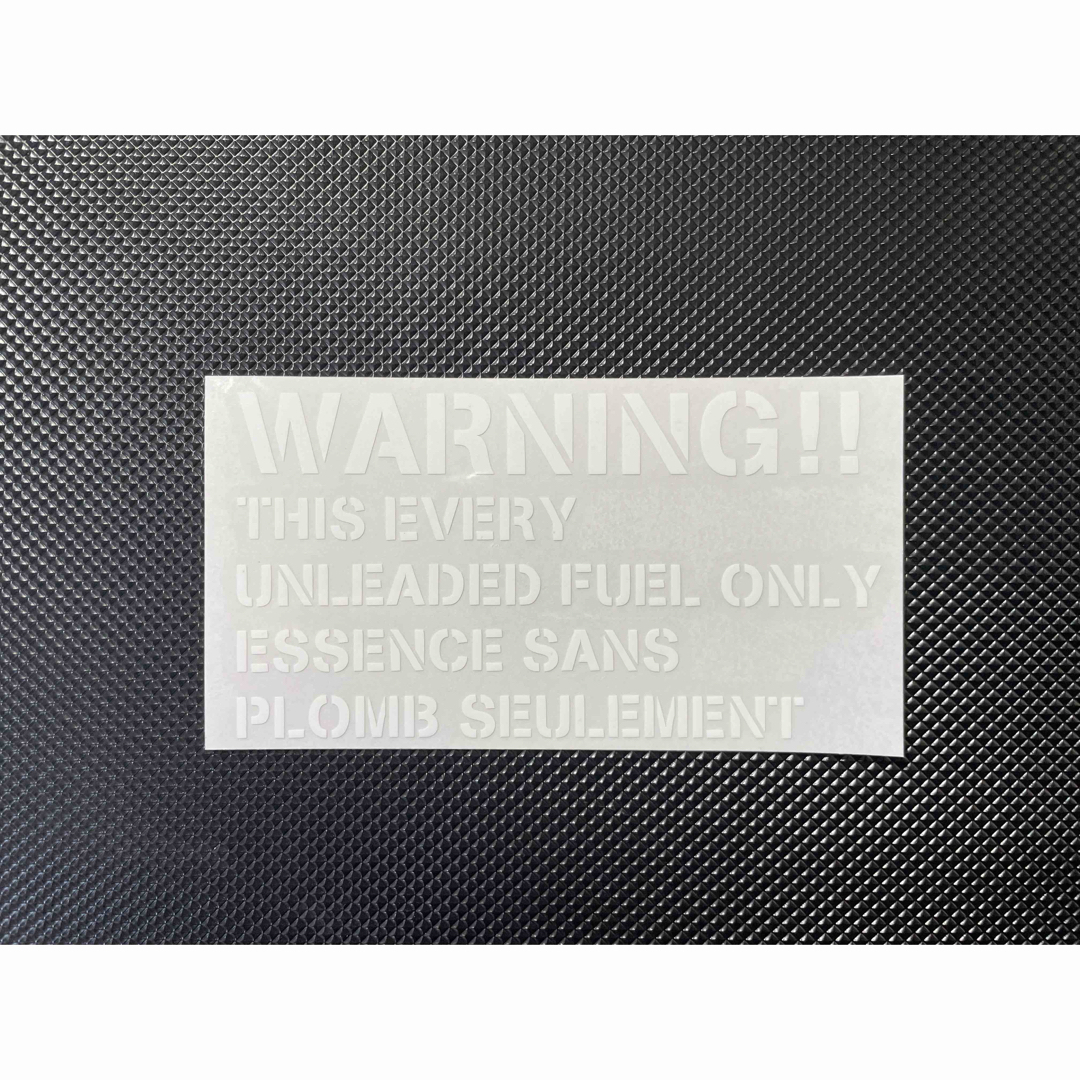 WARNING!!
THIS EVERY
UNLEADED FUEL ONLY
ESSENCE SANS
PLOMB SEULEMENT